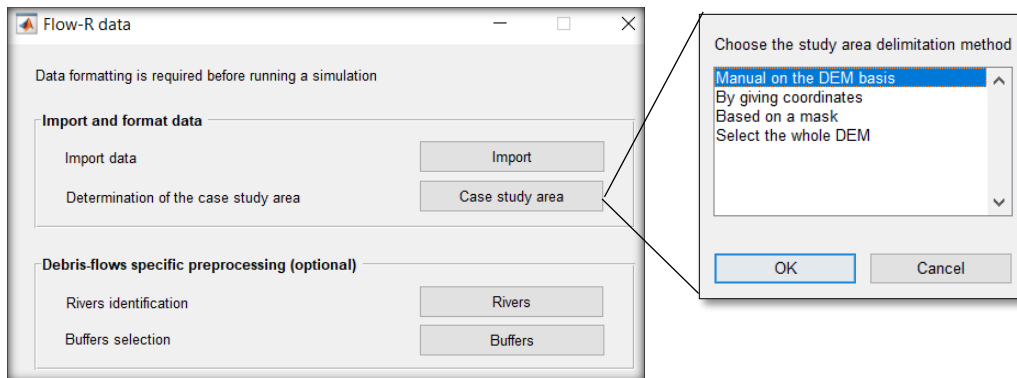 Flow-R data
Data formatting is required before running a simulation
Import and format data
Import data
Import
Determination of the case study area
Case study area
Debris-flows specific preprocessing (optional)
Rivers identification
Rivers
Buffers selection
Buffers
Choose the study area delimitation method
Manual on the DEM basis
By giving coordinates
Based on a mask
Select the whole DEM
OK
Cancel